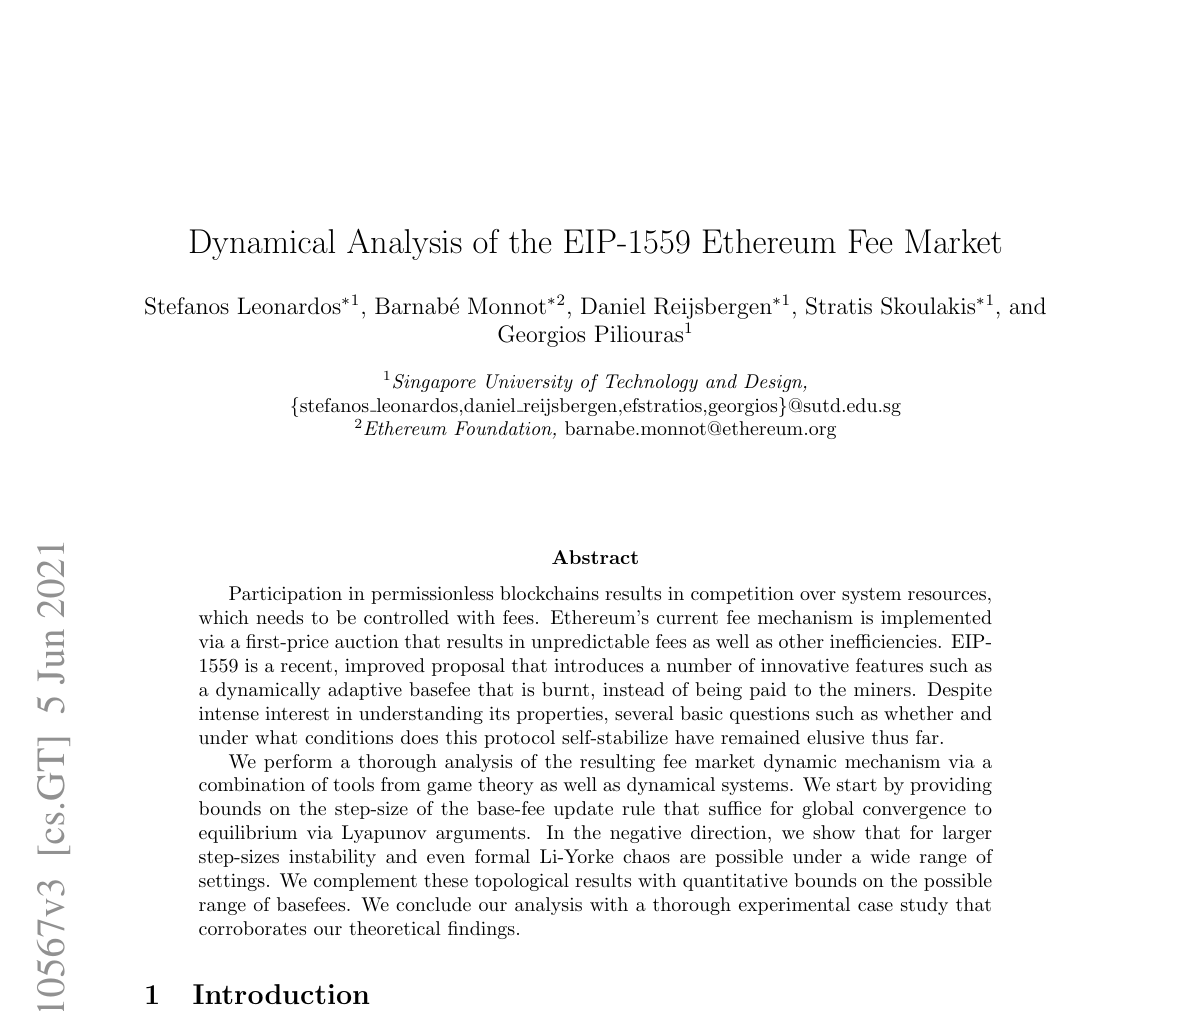 Dynamical Analysis of the EIP-1559 Ethereum Fee Market
Stefanos Leonardos*1, Barnabé Monnot*2, Daniel Reijsbergen*1, Stratis Skoulakis*1, and
Georgios Piliouras1
1Singapore University of Technology and Design,
{stefanos_leonardos,daniel_reijsbergen,efstratios,georgios}@sutd.edu.sg
2Ethereum Foundation, barnabe.monnot@ethereum.org
Abstract
Participation in permissionless blockchains results in competition over system resources,
which needs to be controlled with fees. Ethereum's current fee mechanism is implemented
via a first-price auction that results in unpredictable fees as well as other inefficiencies. EIP-
1559 is a recent, improved proposal that introduces a number of innovative features such as
a dynamically adaptive basefee that is burnt, instead of being paid to the miners. Despite
intense interest in understanding its properties, several basic questions such as whether and
under what conditions does this protocol self-stabilize have remained elusive thus far.
We perform a thorough analysis of the resulting fee market dynamic mechanism via a
combination of tools from game theory as well as dynamical systems. We start by providing
bounds on the step-size of the base-fee update rule that suffice for global convergence to
equilibrium via Lyapunov arguments. In the negative direction, we show that for larger
step-sizes instability and even formal Li-Yorke chaos are possible under a wide range of
settings. We complement these topological results with quantitative bounds on the possible
range of basefees. We conclude our analysis with a thorough experimental case study that
corroborates our theoretical findings.
1 Introduction
10567v3 [cs.GT] 5 Jun 2021